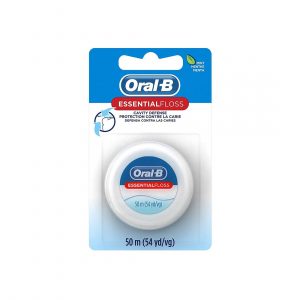 MINT
MENTHE
MENTA
Oral-B
ESSENTIALFLOSS
CAVITY DEFENSE
PROTECTION CONTRE LA CARIE
DEFENSA CONTRA LAS CARIES
Oral-B
ESSENTIALFLOSS
50 m (54 yd/vg)
50 m (54 yd/vg)